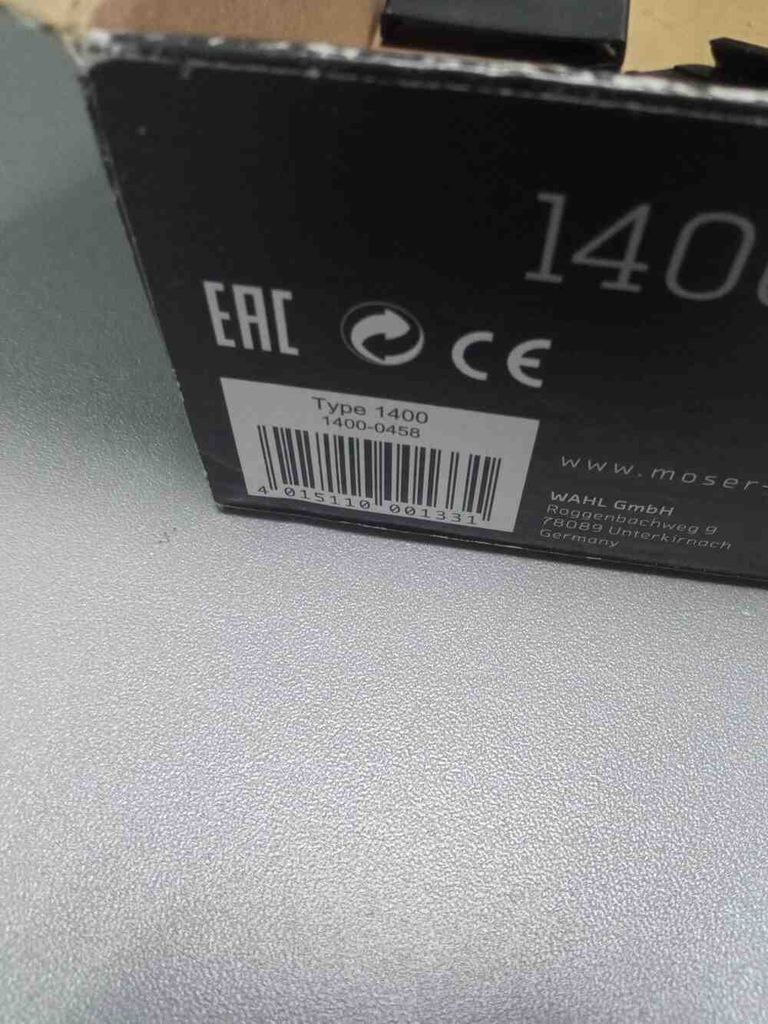 140
EAC
CE
Type 1400
1400-0458
4 015110 001331
www.moser-
WAHL GmbH
Roggenbachweg 9
78089 Unterkirnach
Germany